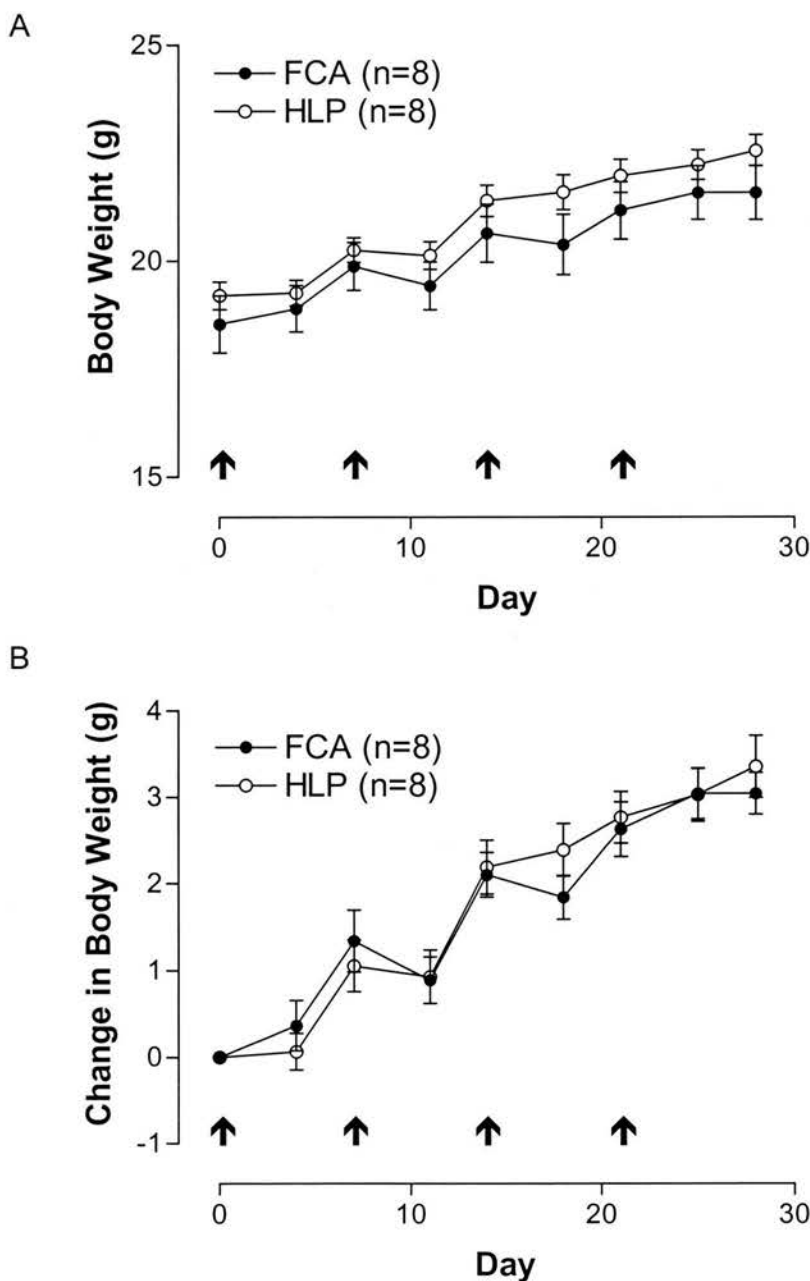 A
Body Weight (g)
25
20
15
FCA (n=8)
HLP (n=8)
0 10 20 30
Day
B
Change in Body Weight (g)
4
3
2
1
0
-1
FCA (n=8)
HLP (n=8)
0 10 20 30
Day